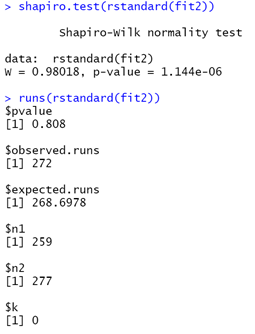 > shapiro.test(rstandard(fit2))
Shapiro-Wilk normality test
data:  rstandard(fit2)
W = 0.98018, p-value = 1.144e-06
> runs(rstandard(fit2))
$pvalue
[1] 0.808
$observed.runs
[1] 272
$expected.runs
[1] 268.6978
$n1
[1] 259
$n2
[1] 277
$k
[1] 0